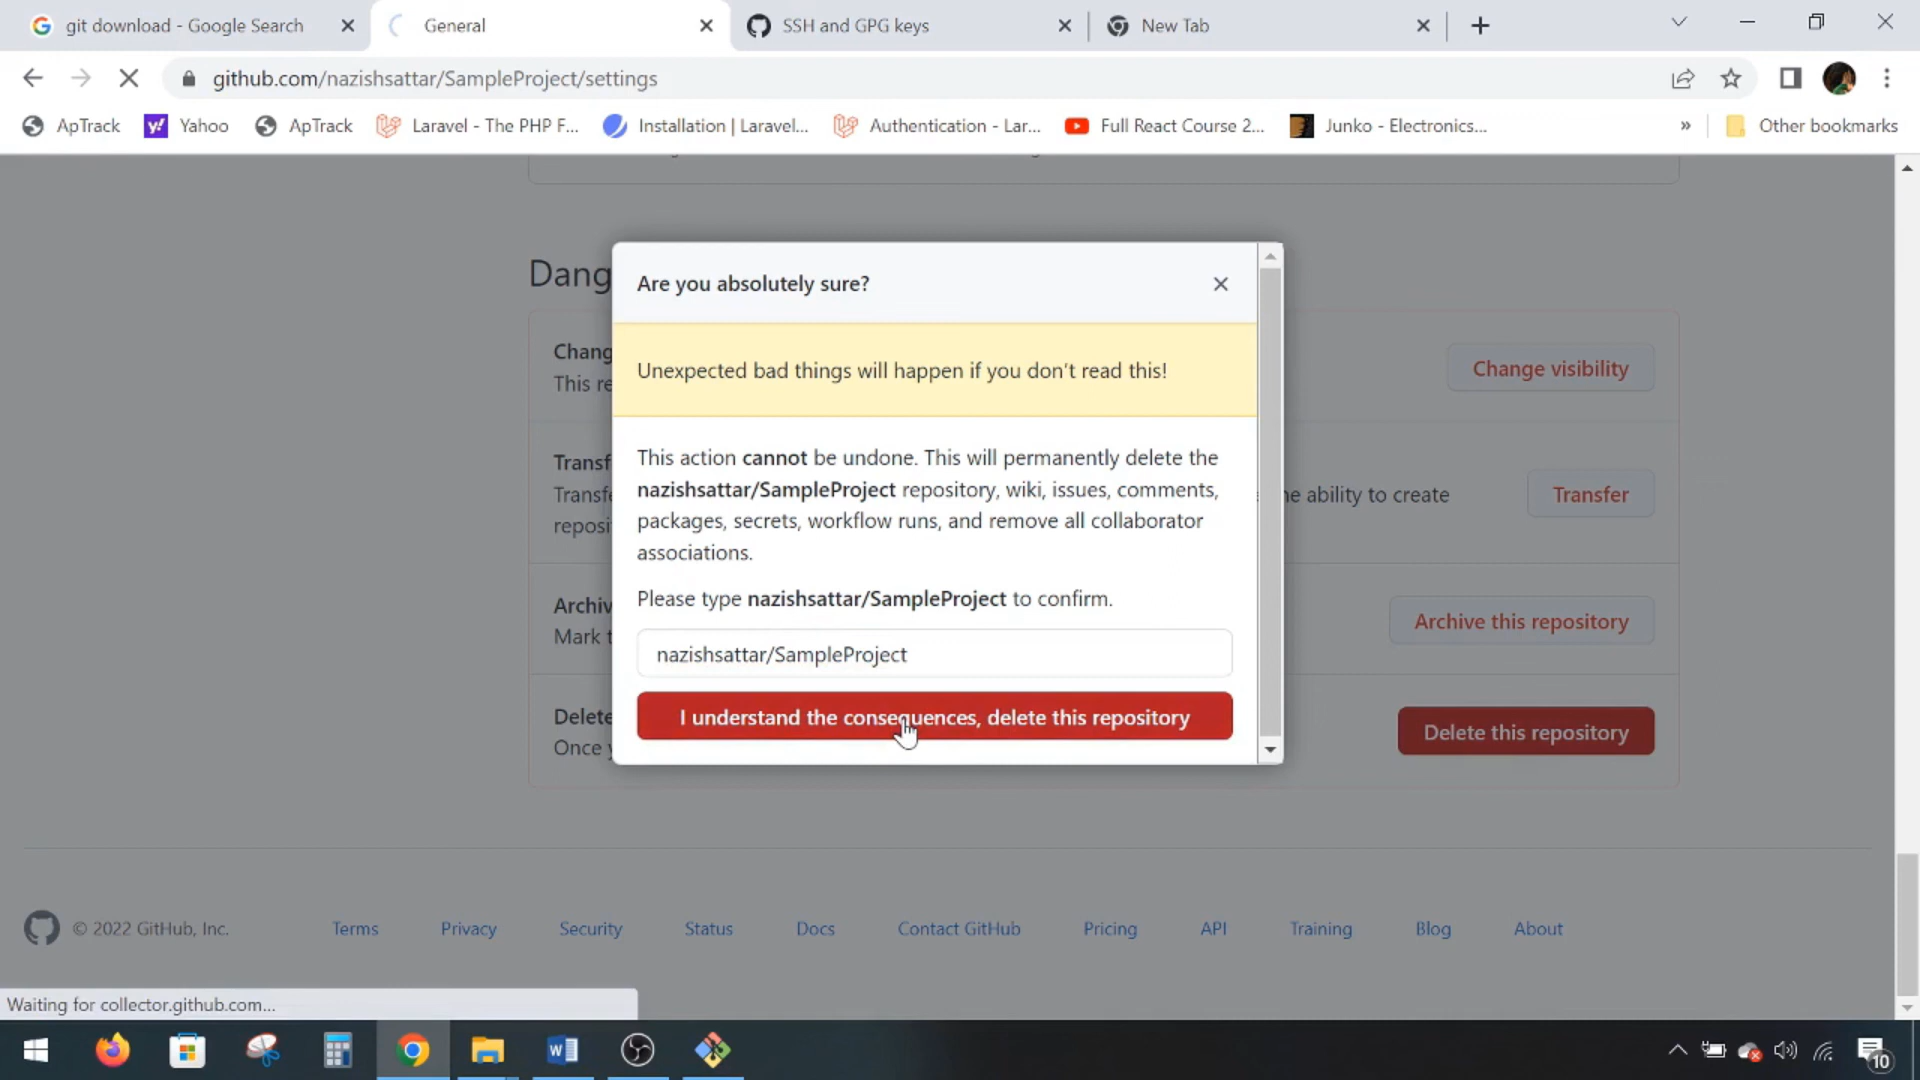 git download - Google Search
General
SSH and GPG keys
New Tab
github.com/nazishsattar/SampleProject/settings
ApTrack
Yahoo
ApTrack
Laravel - The PHP F...
Installation | Laravel...
Authentication - Lar...
Full React Course 2...
Junko - Electronics...
»
Other bookmarks
Dang
Are you absolutely sure?
Unexpected bad things will happen if you don't read this!
Chang
This re
Change visibility
This action cannot be undone. This will permanently delete the
nazishsattar/SampleProject repository, wiki, issues, comments,
packages, secrets, workflow runs, and remove all collaborator
associations.
Transf
Transfe
reposi
he ability to create
Transfer
Please type nazishsattar/SampleProject to confirm.
nazishsattar/SampleProject
I understand the consequences, delete this repository
Archiv
Mark t
Archive this repository
Delete
Once y
Delete this repository
© 2022 GitHub, Inc.
Terms
Privacy
Security
Status
Docs
Contact GitHub
Pricing
API
Training
Blog
About
Waiting for collector.github.com...
10